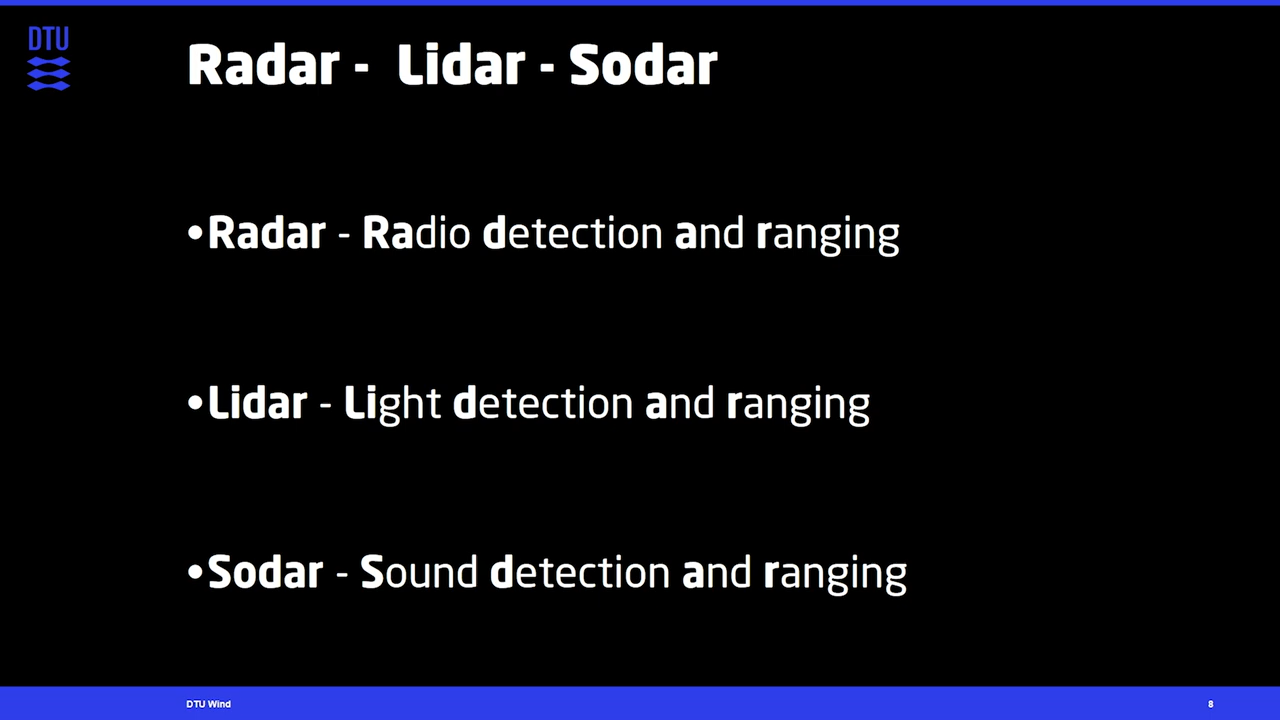 DTU
Radar -  Lidar - Sodar
•Radar - Radio detection and ranging
•Lidar - Light detection and ranging
•Sodar - Sound detection and ranging
DTU Wind
8